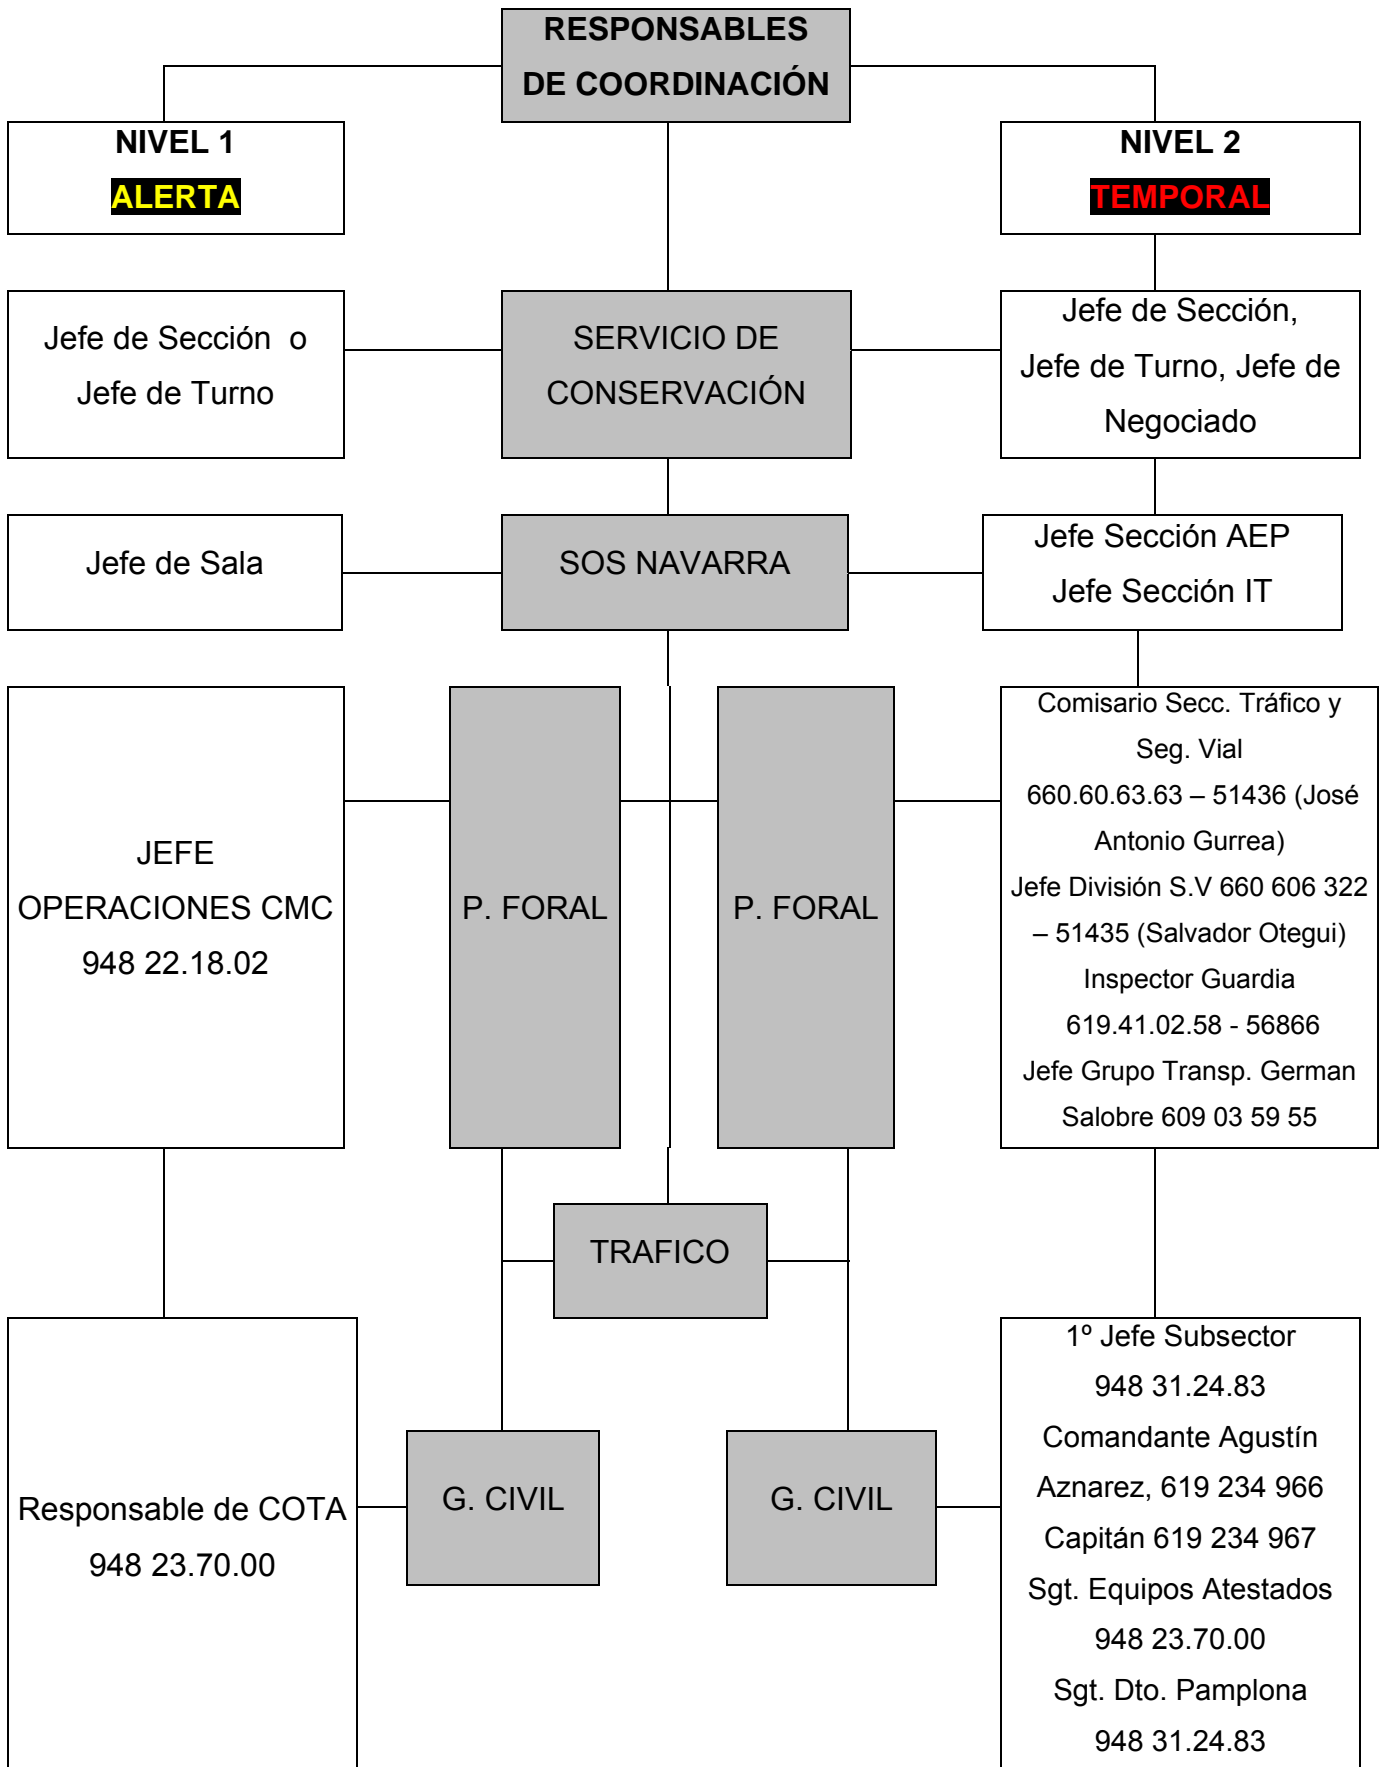 RESPONSABLES
DE COORDINACIÓN
NIVEL 1
ALERTA
NIVEL 2
TEMPORAL
Jefe de Sección  o
Jefe de Turno
SERVICIO DE
CONSERVACIÓN
Jefe de Sección,
Jefe de Turno, Jefe de
Negociado
Jefe de Sala
SOS NAVARRA
Jefe Sección AEP
Jefe Sección IT
JEFE
OPERACIONES CMC
948 22.18.02
P. FORAL
P. FORAL
Comisario Secc. Tráfico y
Seg. Vial
660.60.63.63 – 51436 (José
Antonio Gurrea)
Jefe División S.V 660 606 322
– 51435 (Salvador Otegui)
Inspector Guardia
619.41.02.58 - 56866
Jefe Grupo Transp. German
Salobre 609 03 59 55
TRAFICO
Responsable de COTA
948 23.70.00
G. CIVIL
G. CIVIL
1º Jefe Subsector
948 31.24.83
Comandante Agustín
Aznarez, 619 234 966
Capitán 619 234 967
Sgt. Equipos Atestados
948 23.70.00
Sgt. Dto. Pamplona
948 31.24.83